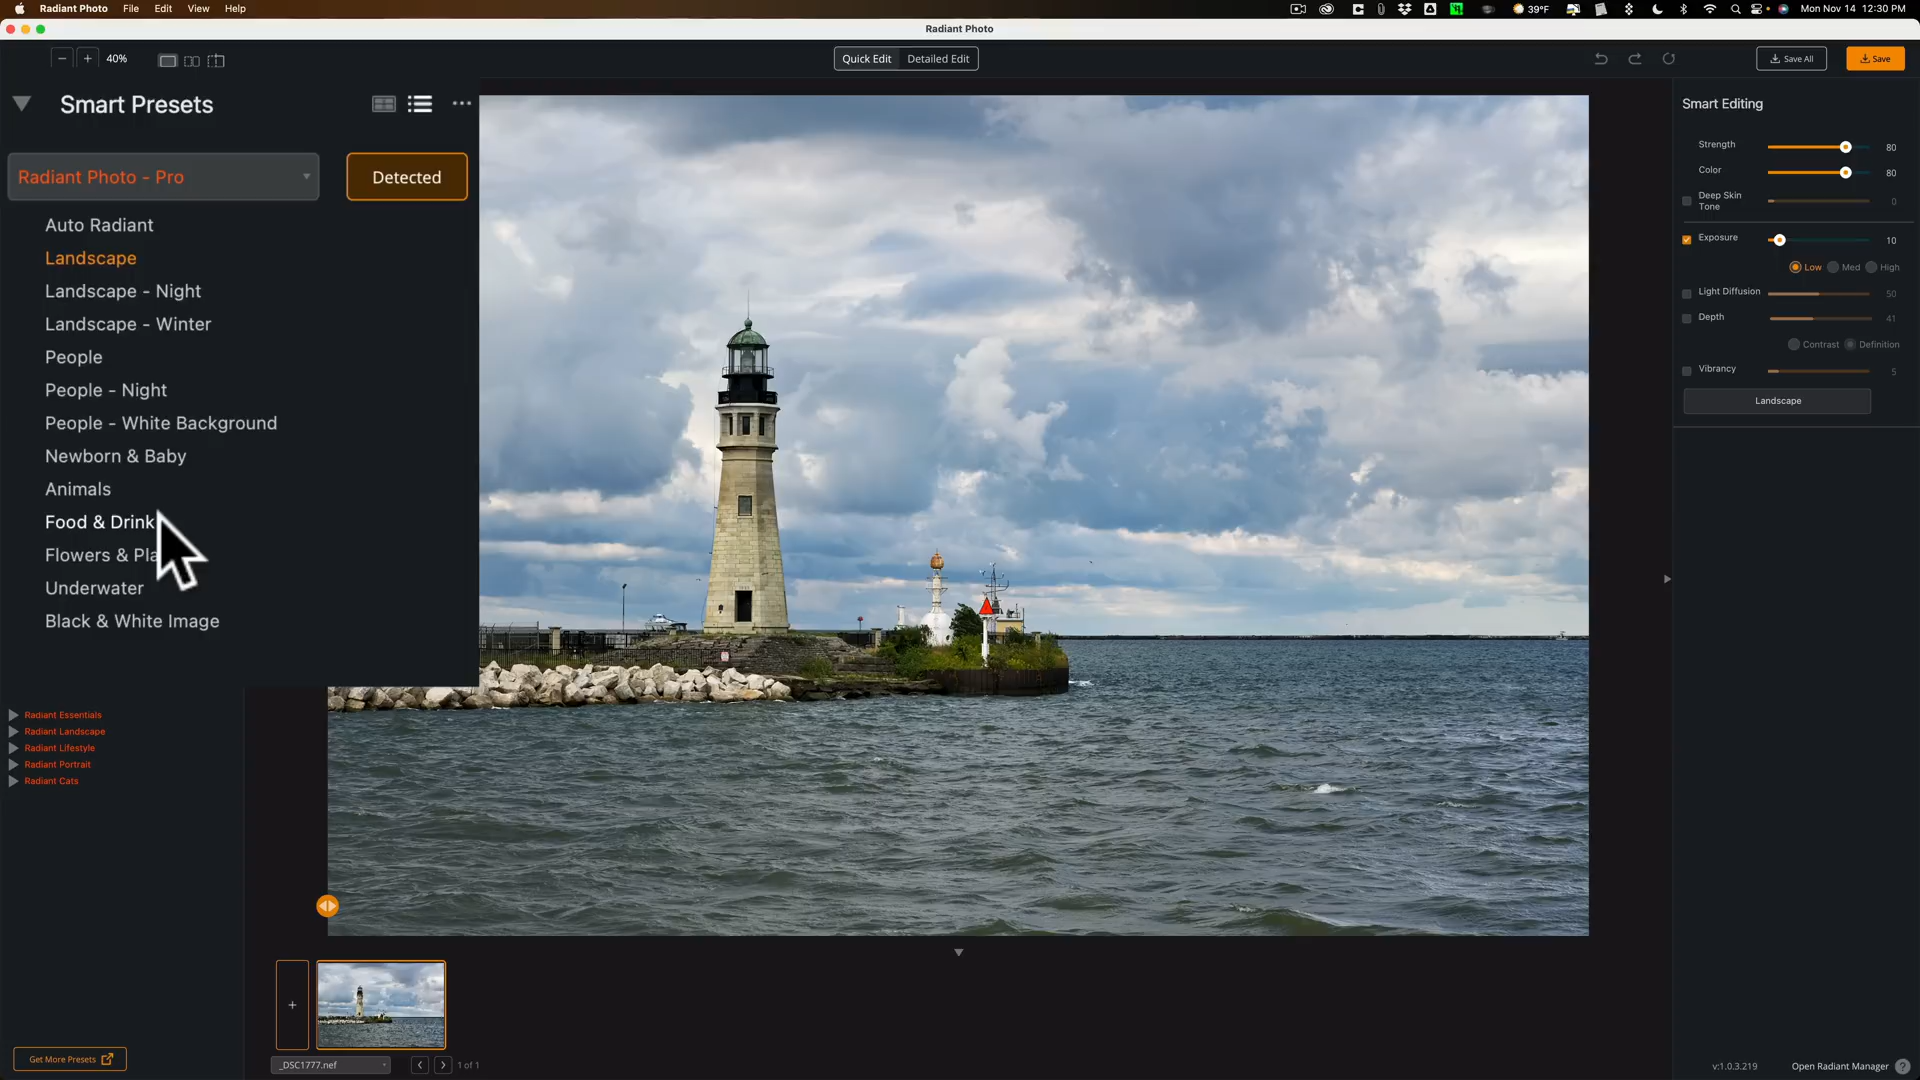 Radiant Photo File Edit View Help
39°F Mon Nov 14 12:30 PM
Radiant Photo
40%
Quick Edit Detailed Edit
Save All Save
Smart Presets
Radiant Photo - Pro Detected
Auto Radiant
Landscape
Landscape - Night
Landscape - Winter
People
People - Night
People - White Background
Newborn & Baby
Animals
Food & Drink
Flowers & Pla
Underwater
Black & White Image
Radiant Essentials
Radiant Landscape
Radiant Lifestyle
Radiant Portrait
Radiant Cats
Get More Presets
_DSC1777.nef
1 of 1
Smart Editing
Strength 80
Color 80
Deep Skin
Tone 0
Exposure 10
Low Med High
Light Diffusion 50
Depth 41
Contrast Definition
Vibrancy 5
Landscape
v:1.0.3.219 Open Radiant Manager ?